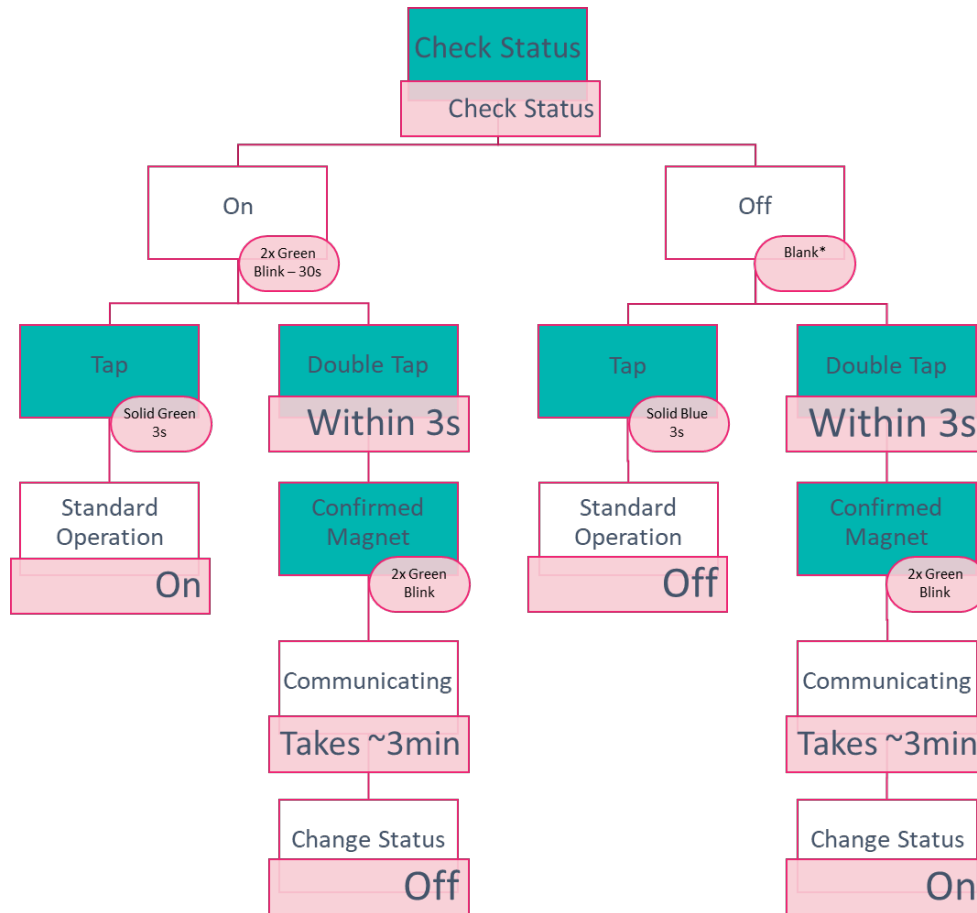 Check Status
Check Status
On
Off
2x Green
Blink – 30s
Blank*
Tap
Double Tap
Tap
Double Tap
Solid Green
3s
Within 3s
Solid Blue
3s
Within 3s
Standard
Operation
Confirmed
Magnet
Standard
Operation
Confirmed
Magnet
On
2x Green
Blink
Off
2x Green
Blink
Communicating
Communicating
Takes ~3min
Takes ~3min
Change Status
Change Status
Off
On